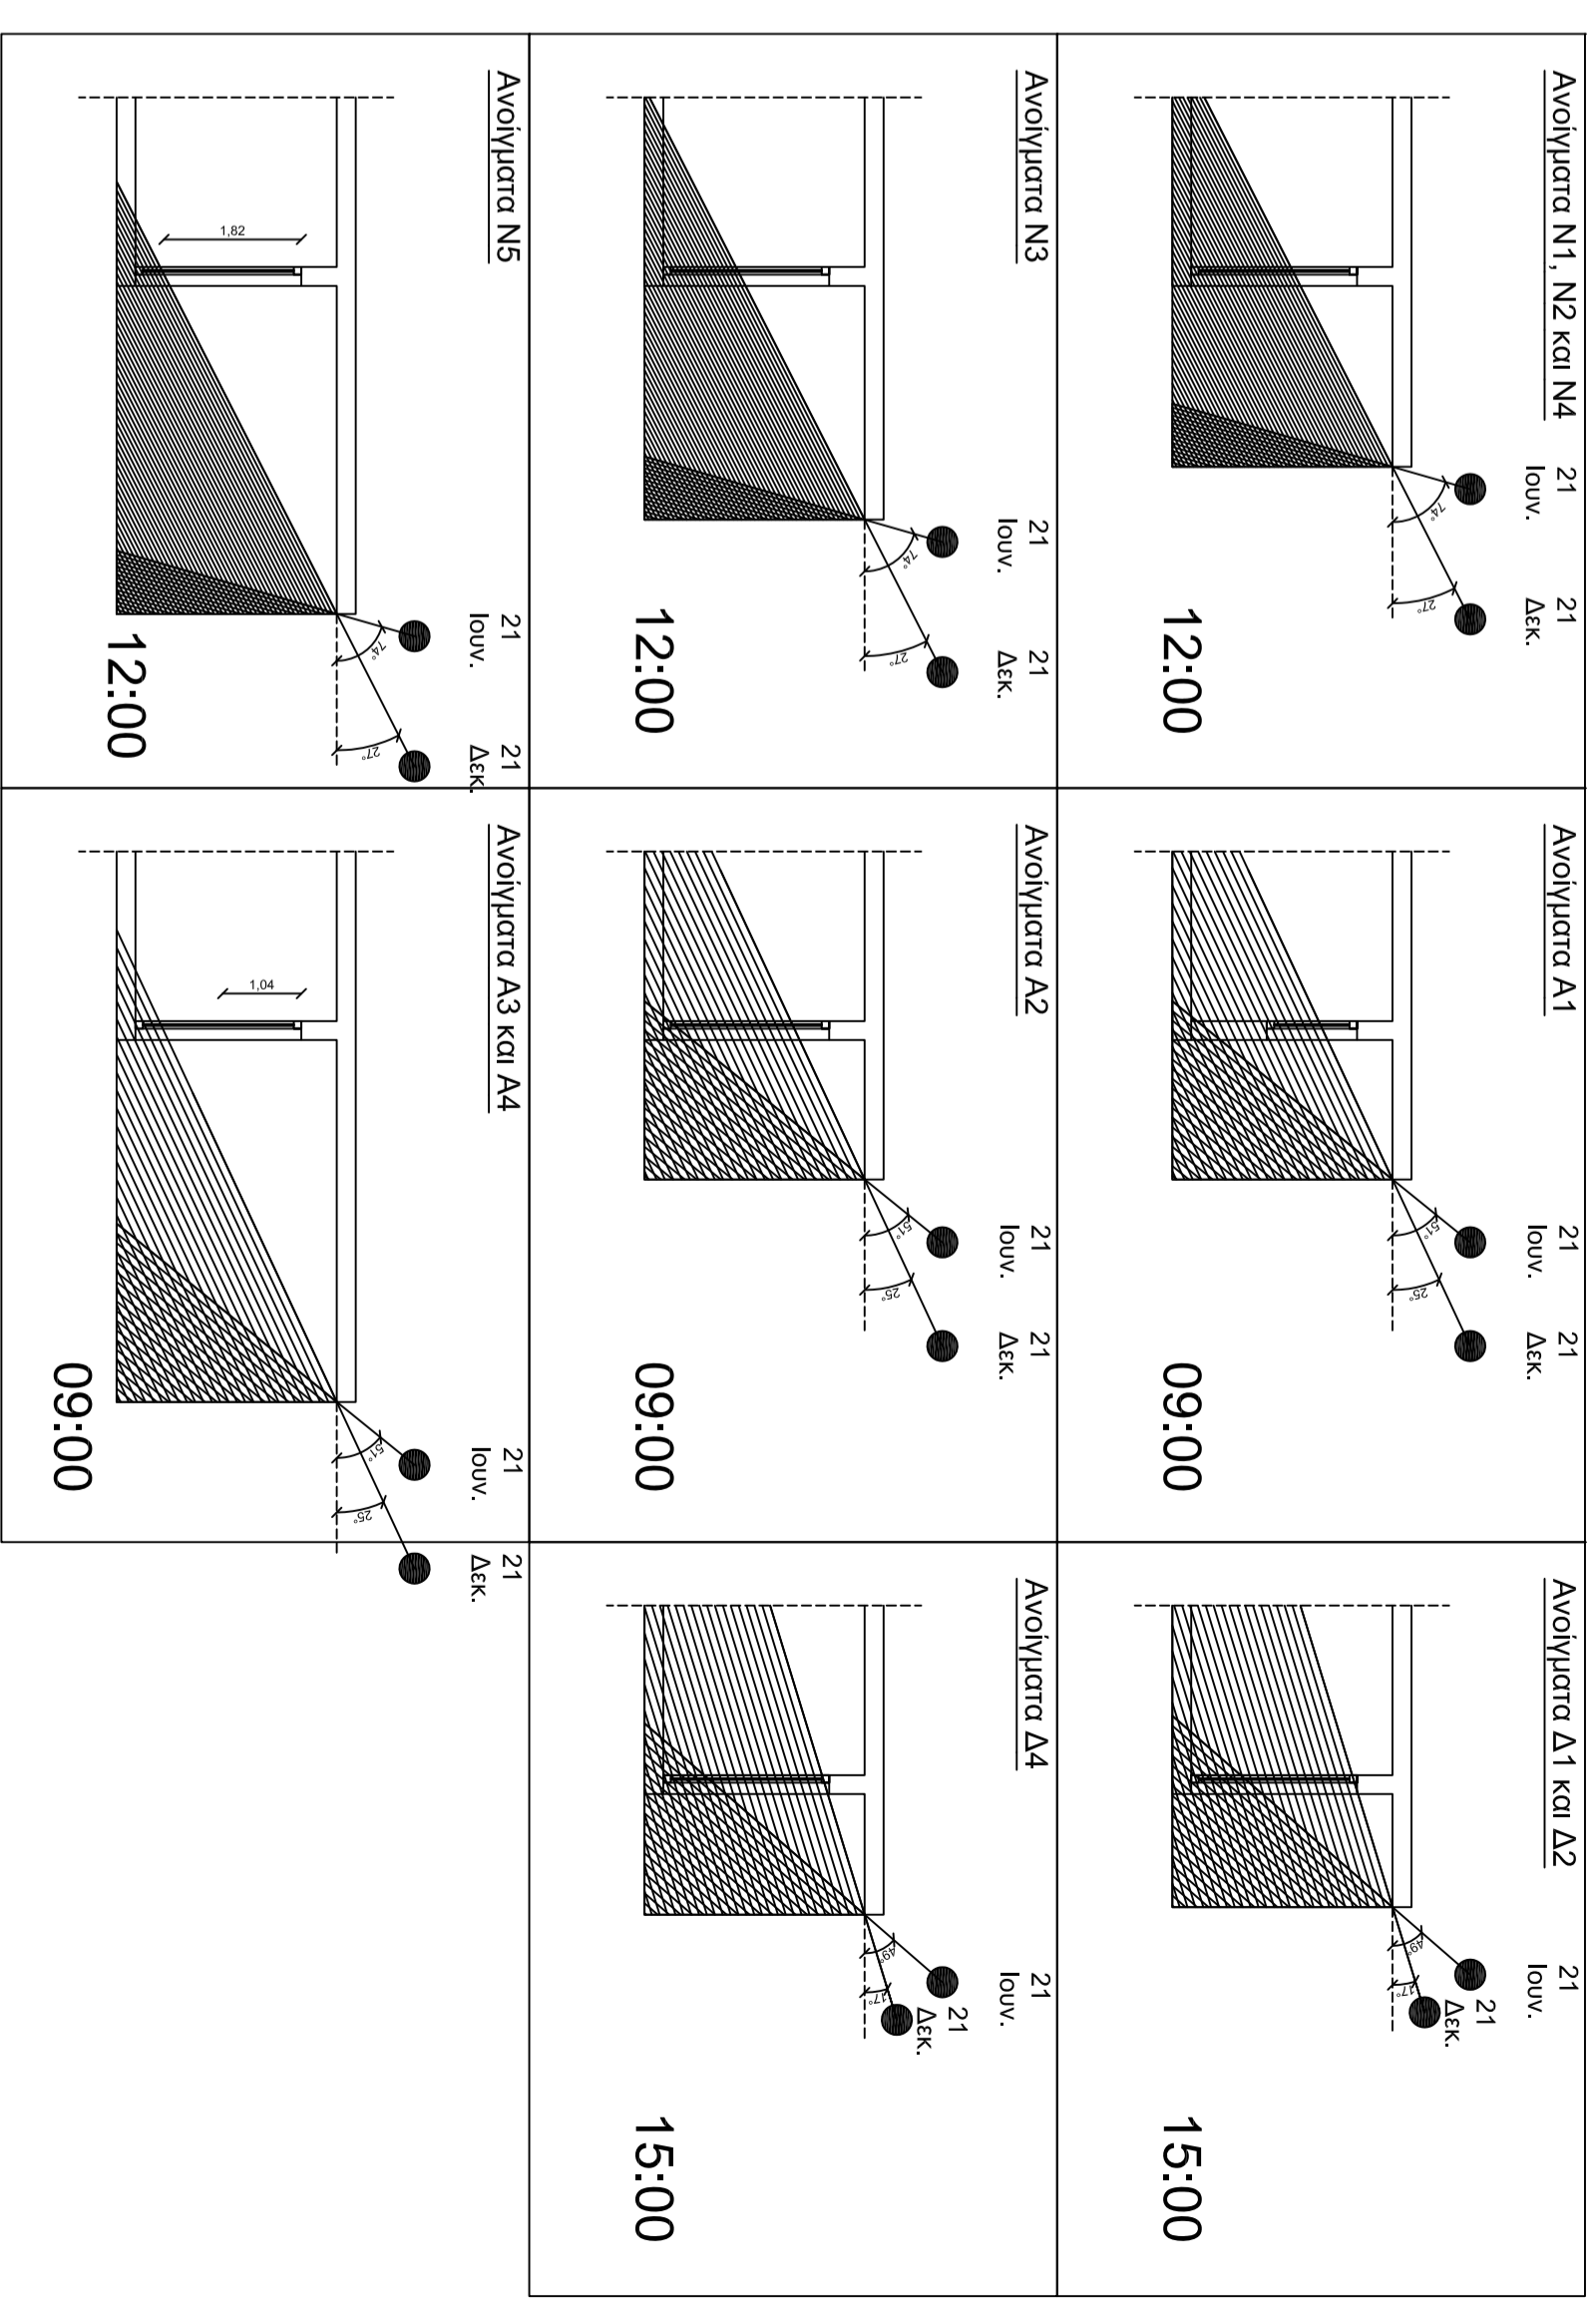 Ανοίγματα Ν1, Ν2 και Ν4
21
Ιουν.
21
Δεκ.
74°
27°
12:00
Ανοίγματα Α1
21
Ιουν.
21
Δεκ.
51°
25°
09:00
Ανοίγματα Δ1 και Δ2
21
Ιουν.
21
Δεκ.
49°
17°
15:00
Ανοίγματα Ν3
21
Ιουν.
21
Δεκ.
74°
27°
12:00
Ανοίγματα Α2
21
Ιουν.
21
Δεκ.
51°
25°
09:00
Ανοίγματα Δ4
21
Ιουν.
21
Δεκ.
49°
17°
15:00
Ανοίγματα Ν5
21
Ιουν.
21
Δεκ.
74°
27°
1,82
12:00
Ανοίγματα Α3 και Α4
21
Ιουν.
21
Δεκ.
51°
25°
1,04
09:00